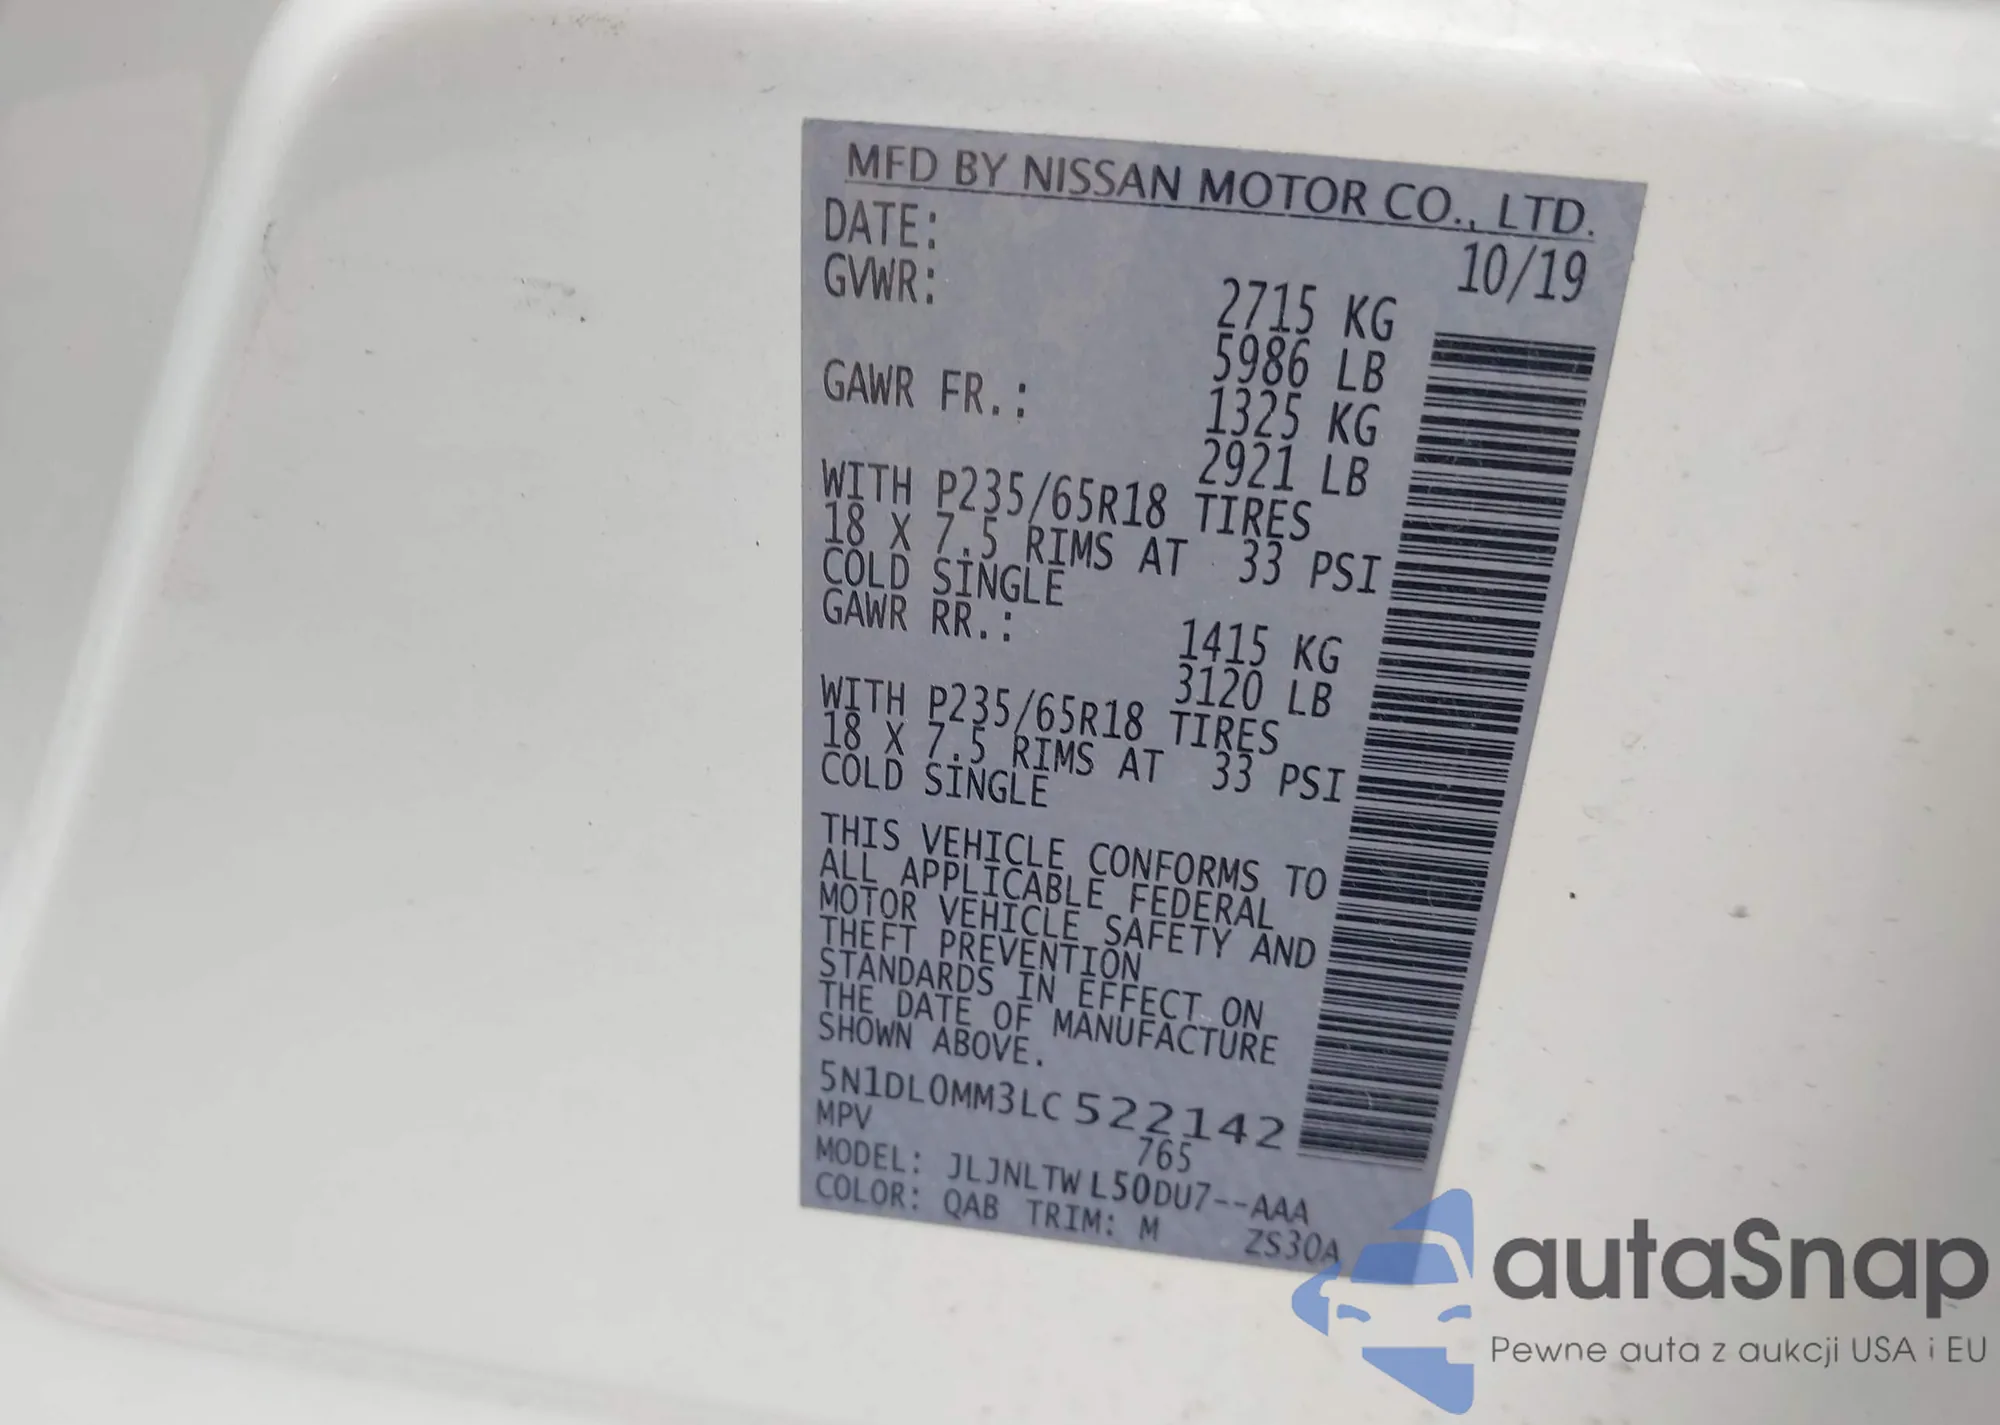 MFD BY NISSAN MOTOR CO., LTD.
DATE: 10/19
GVWR: 2715 KG
5986 LB
GAWR FR.: 1325 KG
2921 LB
WITH P235/65R18 TIRES
18 X 7.5 RIMS AT 33 PSI
COLD SINGLE
GAWR RR.: 1415 KG
3120 LB
WITH P235/65R18 TIRES
18 X 7.5 RIMS AT 33 PSI
COLD SINGLE
THIS VEHICLE CONFORMS TO
ALL APPLICABLE FEDERAL
MOTOR VEHICLE SAFETY AND
THEFT PREVENTION
STANDARDS IN EFFECT ON
THE DATE OF MANUFACTURE
SHOWN ABOVE.
5N1DL0MM3LC 522142
MPV 765
MODEL: JLJNLTW L50DU7--AAA
COLOR: QAB TRIM: M ZS30A
autaSnap
Pewne auta z aukcji USA i EU